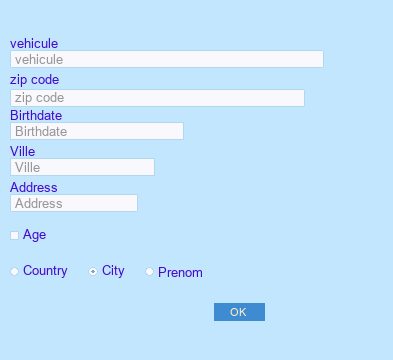 vehicule
vehicule
zip code
zip code
Birthdate
Birthdate
Ville
Ville
Address
Address
Age
Country City Prenom
OK